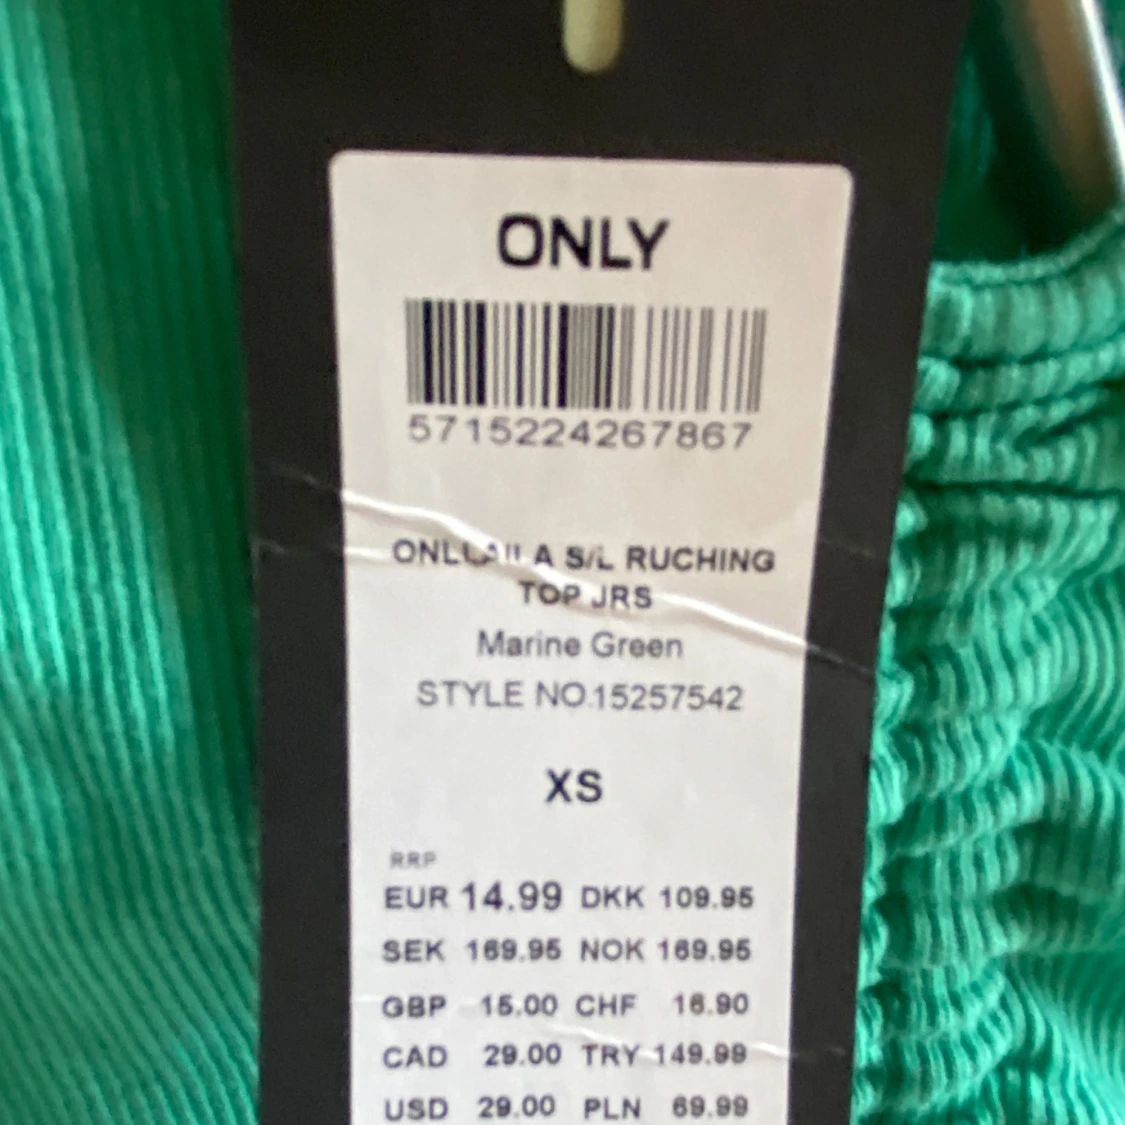 ONLY
5715224267867
ONLLAILA S/L RUCHING
TOP JRS
Marine Green
STYLE NO.15257542
XS
RRP
EUR 14.99 DKK 109.95
SEK 169.95 NOK 169.95
GBP 15.00 CHF 16.90
CAD 29.00 TRY 149.99
USD 29.00 PLN 69.99